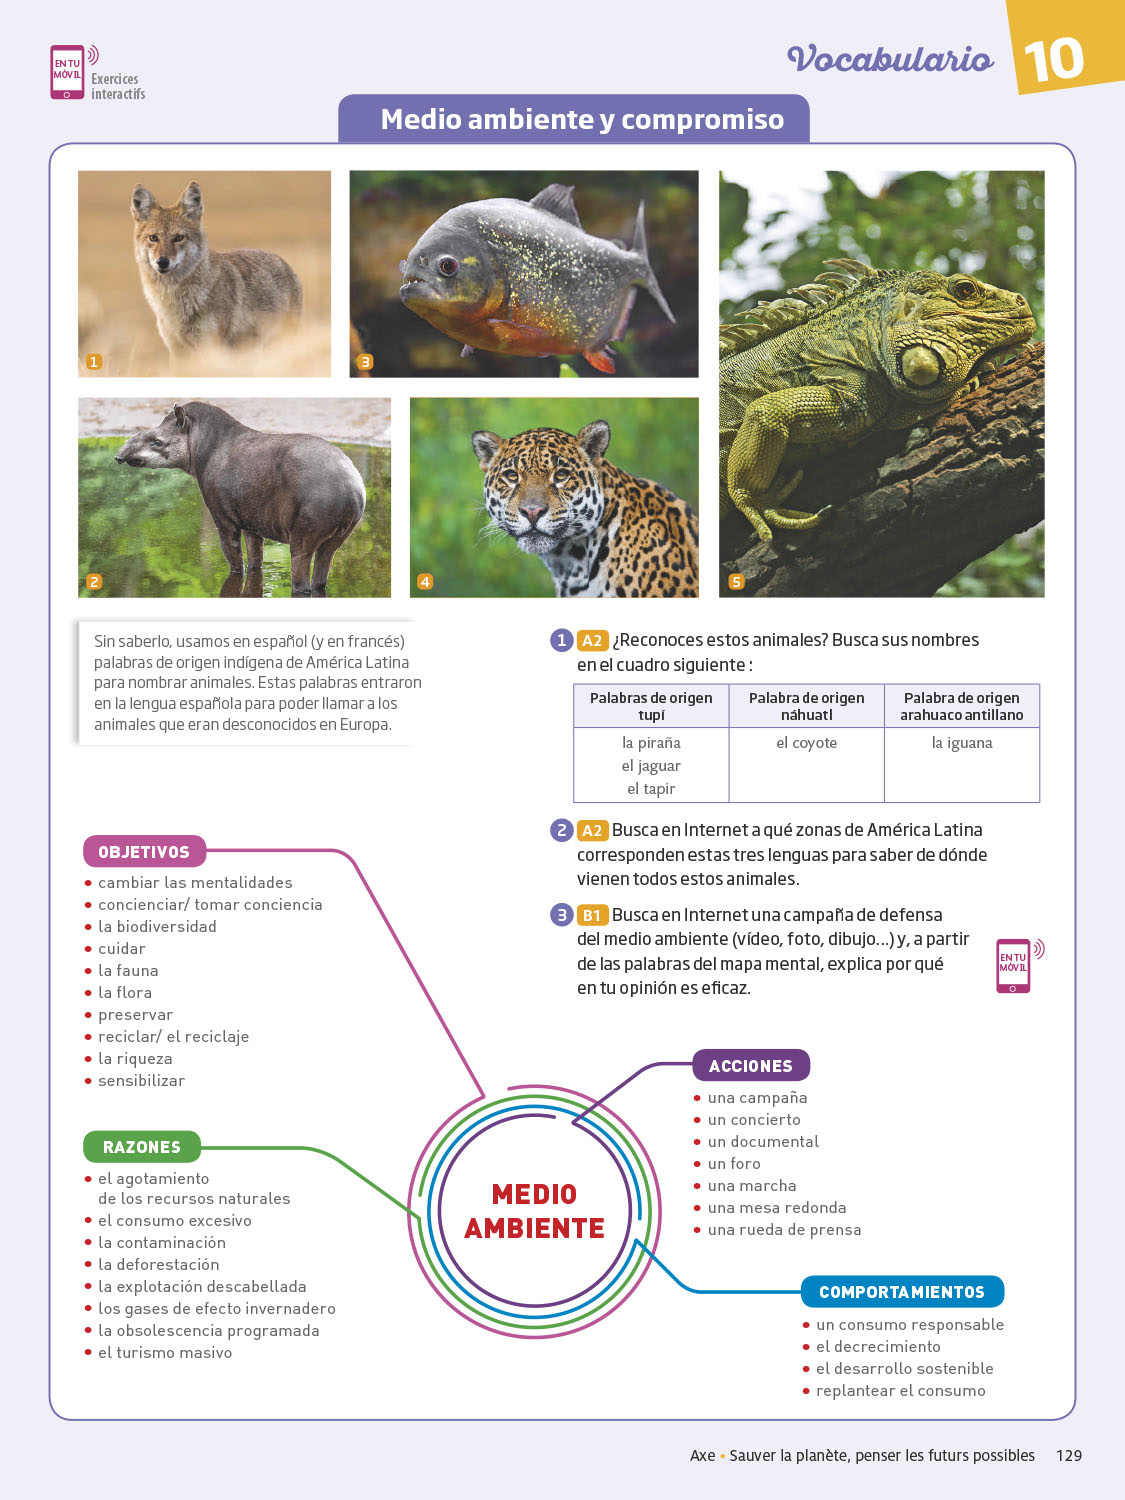 EN TU
MÓVIL
Exercices
interactifs
Vocabulario
10
Medio ambiente y compromiso
1
3
2
4
5
Sin saberlo, usamos en español (y en francés)
palabras de origen indígena de América Latina
para nombrar animales. Estas palabras entraron
en la lengua española para poder llamar a los
animales que eran desconocidos en Europa.
1 A2 ¿Reconoces estos animales? Busca sus nombres
en el cuadro siguiente :
Palabras de origen
tupí
Palabra de origen
náhuatl
Palabra de origen
arahuaco antillano
la piraña
el jaguar
el tapir
el coyote
la iguana
2 A2 Busca en Internet a qué zonas de América Latina
corresponden estas tres lenguas para saber de dónde
vienen todos estos animales.
3 B1 Busca en Internet una campaña de defensa
del medio ambiente (vídeo, foto, dibujo...) y, a partir
de las palabras del mapa mental, explica por qué
en tu opinión es eficaz.
EN TU
MÓVIL
OBJETIVOS
• cambiar las mentalidades
• concienciar/ tomar conciencia
• la biodiversidad
• cuidar
• la fauna
• la flora
• preservar
• reciclar/ el reciclaje
• la riqueza
• sensibilizar
RAZONES
• el agotamiento
de los recursos naturales
• el consumo excesivo
• la contaminación
• la deforestación
• la explotación descabellada
• los gases de efecto invernadero
• la obsolescencia programada
• el turismo masivo
MEDIO
AMBIENTE
ACCIONES
• una campaña
• un concierto
• un documental
• un foro
• una marcha
• una mesa redonda
• una rueda de prensa
COMPORTAMIENTOS
• un consumo responsable
• el decrecimiento
• el desarrollo sostenible
• replantear el consumo
Axe • Sauver la planète, penser les futurs possibles 129